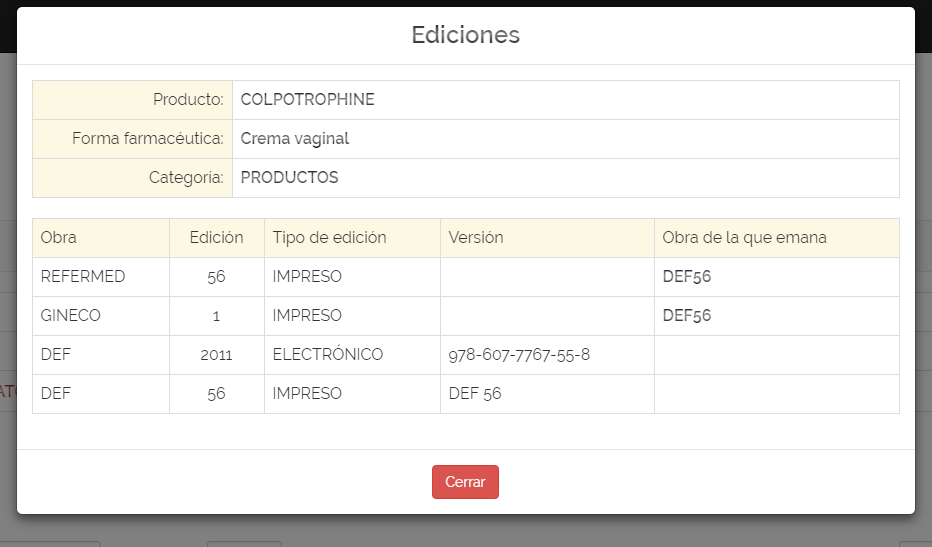 Ediciones
Producto: COLPOTROPHINE
Forma farmacéutica: Crema vaginal
Categoría: PRODUCTOS
Obra Edición Tipo de edición Versión Obra de la que emana
REFERMED 56 IMPRESO DEF56
GINECO 1 IMPRESO DEF56
DEF 2011 ELECTRÓNICO 978-607-7767-55-8
DEF 56 IMPRESO DEF 56
Cerrar